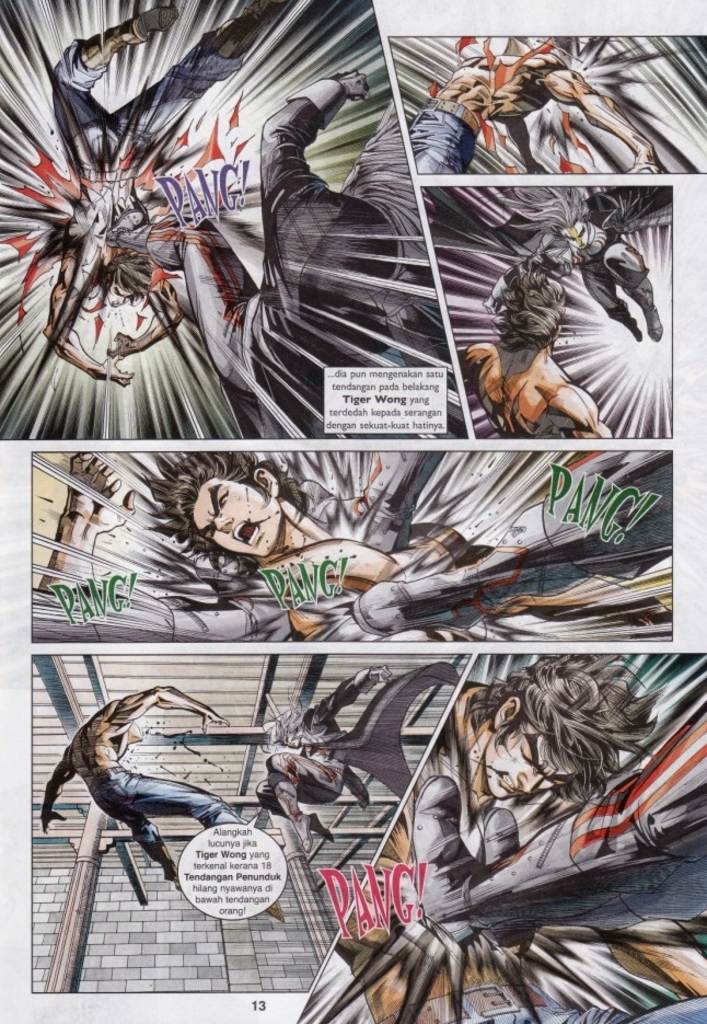 PANG!
...dia pun mengenakan satu
tendangan pada belakang
Tiger Wong yang
terdedah kepada serangan
dengan sekuat-kuat hatinya.
PANG!
PANG!
PANG!
Alangkah
lucunya jika
Tiger Wong yang
terkenal kerana 18
Tendangan Penunduk
hilang nyawanya di
bawah tendangan
orang!
PANG!
13